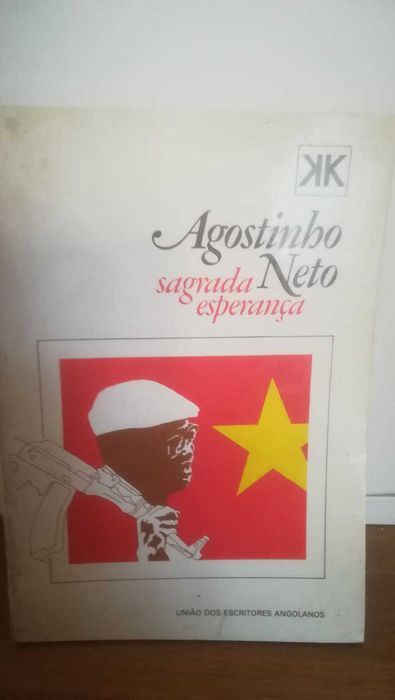 KK
Agostinho
Neto
sagrada
esperança
UNIÃO DOS ESCRITORES ANGOLANOS